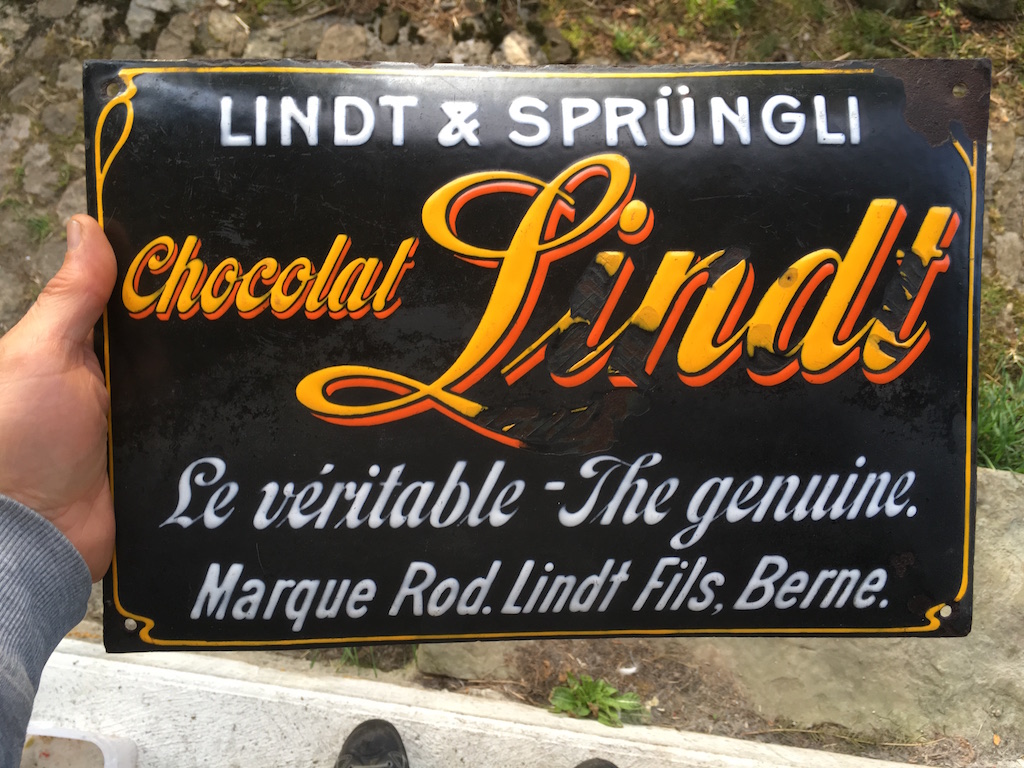 LINDT & SPRÜNGLI
Chocolat Lindt
Le véritable - The genuine.
Marque Rod. Lindt Fils, Berne.